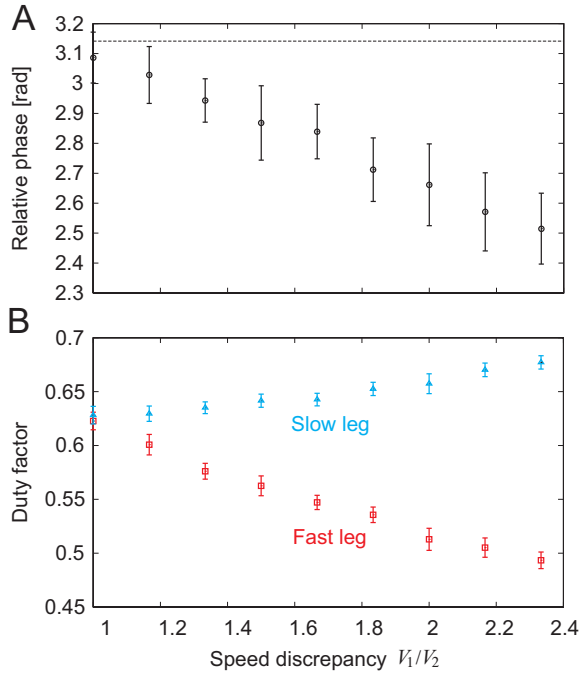 A
3.2
3.1
3
2.9
2.8
2.7
2.6
2.5
2.4
2.3
Relative phase [rad]
B
0.7
0.65
0.6
0.55
0.5
0.45
Duty factor
Slow leg
Fast leg
1 1.2 1.4 1.6 1.8 2 2.2 2.4
Speed discrepancy V₁/V₂